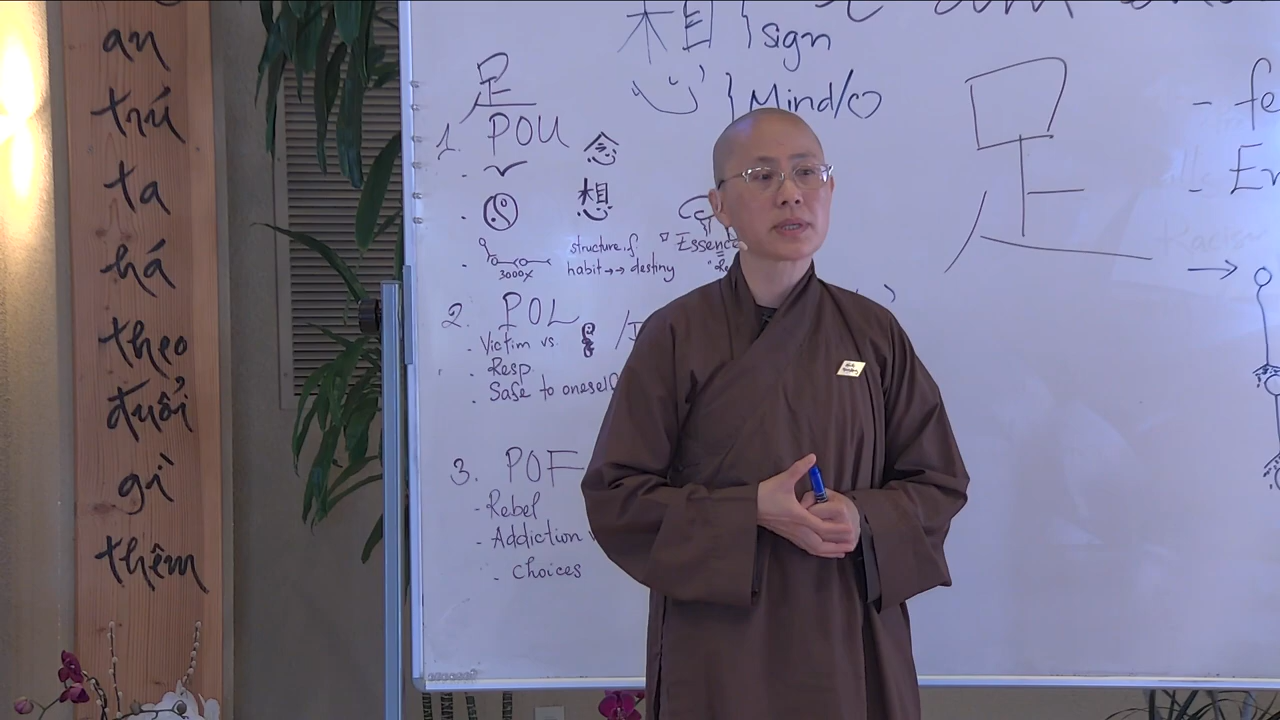 an
trú
ta
há
theo
đuổi
gì
thêm
足
1. POU
念
想
3000x
structure of
habit →→ destiny
Essence
2. POL
· Victim vs.
· Resp.
· Safe to oneself
3. POF
- Rebel
- Addiction
· Choices
相 } sign
心 } Mind/♡
足
- fe
- En